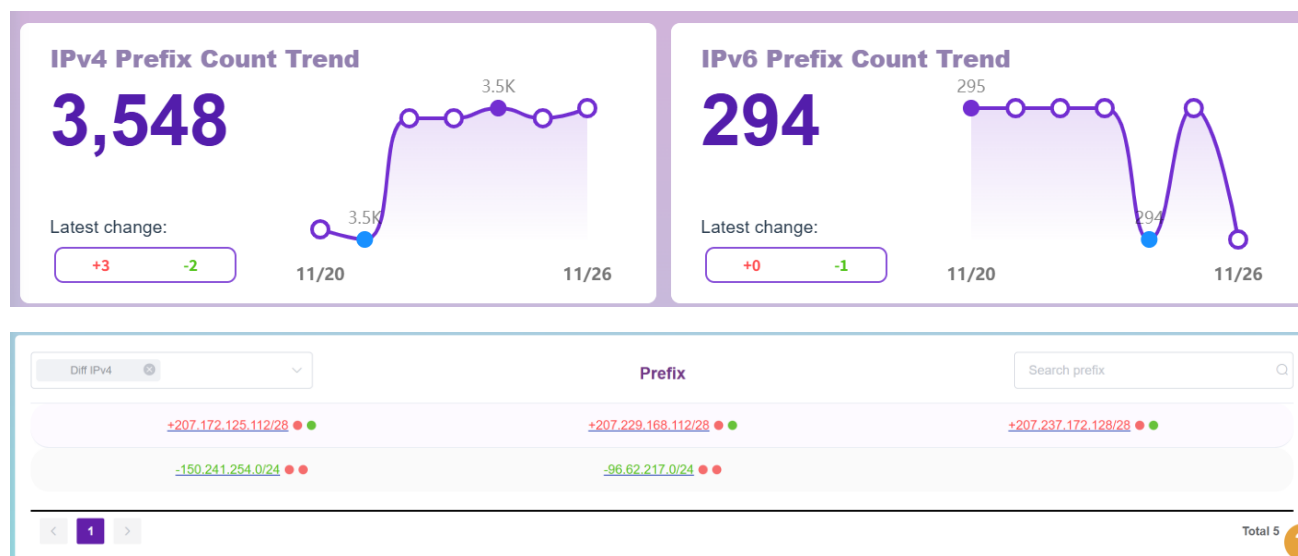 IPv4 Prefix Count Trend
3,548
3.5K
3.5K
Latest change:
+3 -2
11/20 11/26
IPv6 Prefix Count Trend
294
295
294
Latest change:
+0 -1
11/20 11/26
Diff IPv4
Prefix
Search prefix
+207.172.125.112/28 +207.229.168.112/28 +207.237.172.128/28
-150.241.254.0/24 -96.62.217.0/24
< 1 >
Total 5